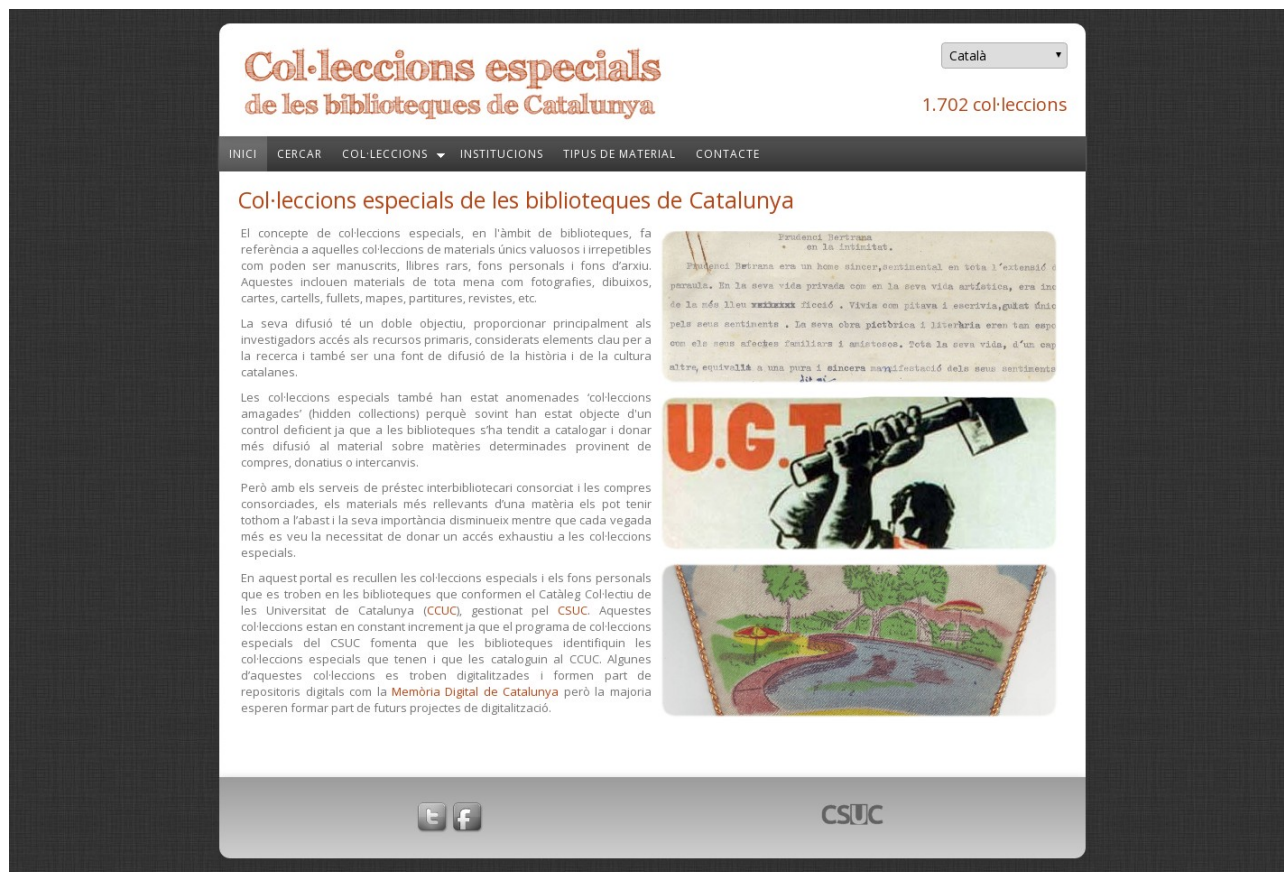 Col·leccions especials
de les biblioteques de Catalunya
Català
1.702 col·leccions
INICI CERCAR COL·LECCIONS INSTITUCIONS TIPUS DE MATERIAL CONTACTE
Col·leccions especials de les biblioteques de Catalunya
El concepte de col·leccions especials, en l'àmbit de biblioteques, fa
referència a aquelles col·leccions de materials únics valuosos i irrepetibles
com poden ser manuscrits, llibres rars, fons personals i fons d’arxiu.
Aquestes inclouen materials de tota mena com fotografies, dibuixos,
cartes, cartells, fullets, mapes, partitures, revistes, etc.
La seva difusió té un doble objectiu, proporcionar principalment als
investigadors accés als recursos primaris, considerats elements clau per a
la recerca i també ser una font de difusió de la història i de la cultura
catalanes.
Les col·leccions especials també han estat anomenades ‘col·leccions
amagades’ (hidden collections) perquè sovint han estat objecte d'un
control deficient ja que a les biblioteques s’ha tendit a catalogar i donar
més difusió al material sobre matèries determinades provinent de
compres, donatius o intercanvis.
Però amb els serveis de préstec interbibliotecari consorciat i les compres
consorciades, els materials més rellevants d’una matèria els pot tenir
tothom a l’abast i la seva importància disminueix mentre que cada vegada
més es veu la necessitat de donar un accés exhaustiu a les col·leccions
especials.
En aquest portal es recullen les col·leccions especials i els fons personals
que es troben en les biblioteques que conformen el Catàleg Col·lectiu de
les Universitat de Catalunya (CCUC), gestionat pel CSUC. Aquestes
col·leccions estan en constant increment ja que el programa de col·leccions
especials del CSUC fomenta que les biblioteques identifiquin les
col·leccions especials que tenen i que les cataloguin al CCUC. Algunes
d’aquestes col·leccions es troben digitalitzades i formen part de
repositoris digitals com la Memòria Digital de Catalunya però la majoria
esperen formar part de futurs projectes de digitalització.
Prudenci Bertrana
en la intimitat.
Prudenci Betrana era un home sincer, sentimental en tota l'extensió
paraula. En la seva vida privada com en la seva vida artística, era
de la més lleu ficció . Vivia com pitava i escrivia, guiat
pels seus sentiments . La seva obra pictòrica i literària eren tan
com els seus afectes familiars i amistosos. Tota la seva vida, d'un cap
altre, equivalia a una pura i sincera manifestació dels seus sentiments
U.G.T
CSUC